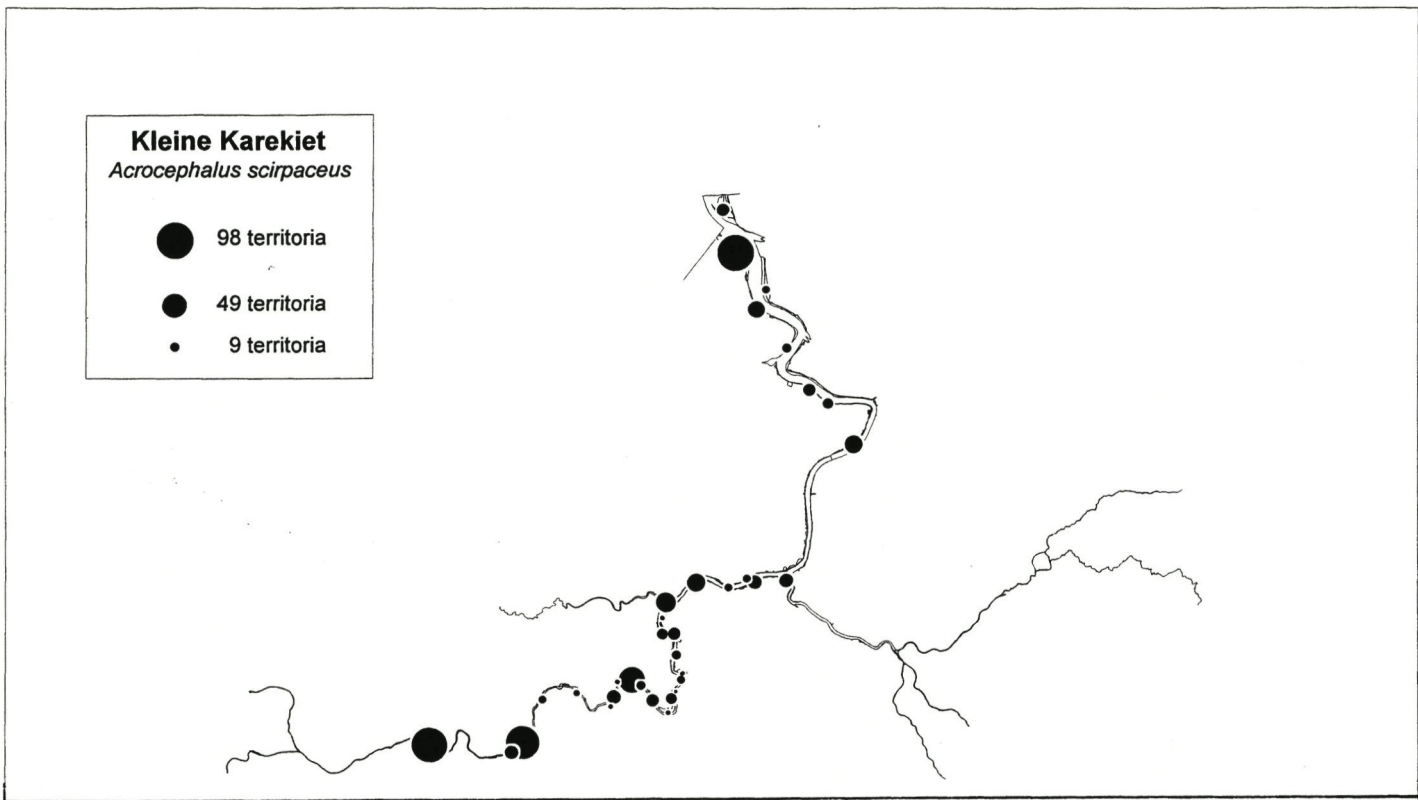 Kleine Karekiet
Acrocephalus scirpaceus
98 territoria
49 territoria
9 territoria